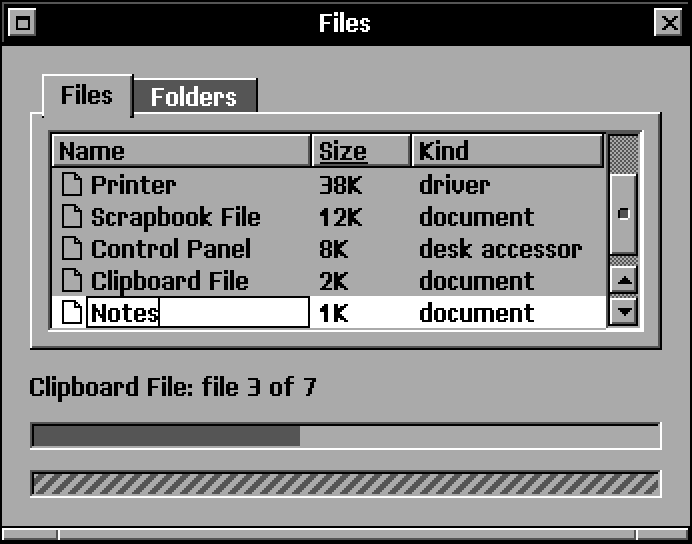 Files
Files Folders
Name Size Kind
Printer 38K driver
Scrapbook File 12K document
Control Panel 8K desk accessor
Clipboard File 2K document
Notes 1K document
Clipboard File: file 3 of 7